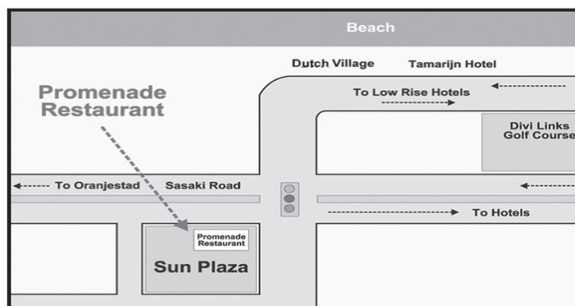 Beach
Dutch Village
Tamarijn Hotel
Promenade
Restaurant
To Low Rise Hotels
Divi Links
Golf Course
To Oranjestad
Sasaki Road
To Hotels
Promenade
Restaurant
Sun Plaza